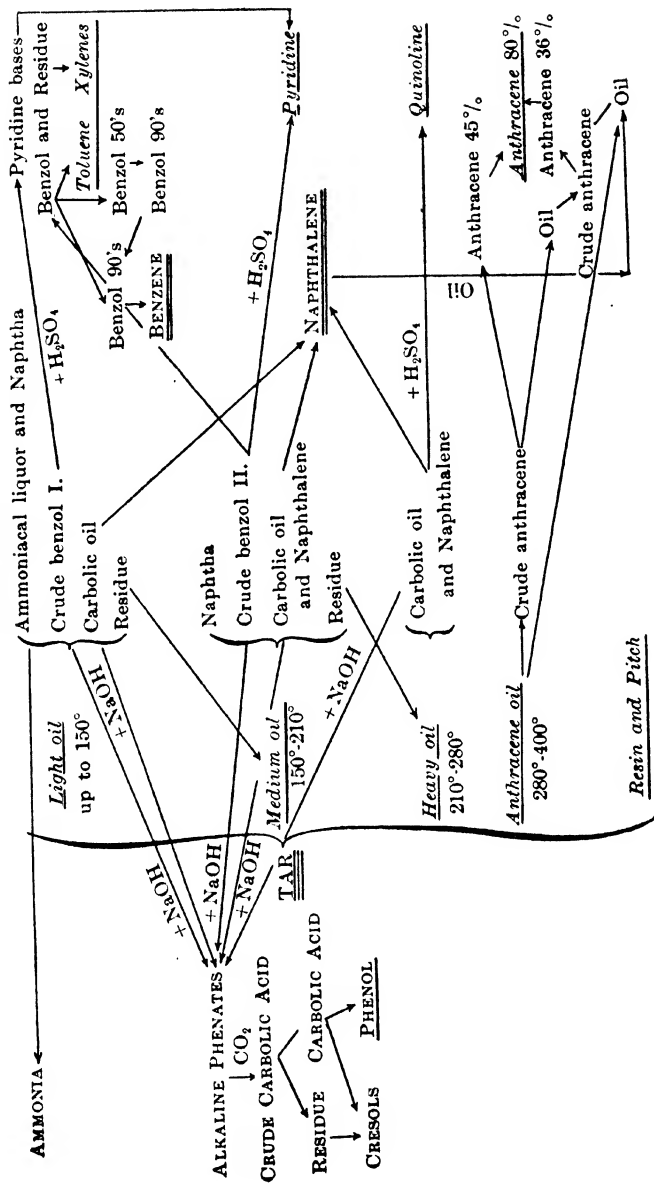 AMMONIA
ALKALINE PHENATES
CO₂
CRUDE CARBOLIC ACID
RESIDUE
CARBOLIC ACID
CRESOLS
PHENOL
+ NaOH
+ NaOH
+ NaOH
+ NaOH
+ NaOH
TAR
Light oil
up to 150°
Medium oil
150°-210°
Heavy oil
210°-280°
Anthracene oil
280°-400°
Resin and Pitch
Ammoniacal liquor and Naphtha
Crude benzol I.
Carbolic oil
Residue
Naphtha
Crude benzol II.
Carbolic oil
and Naphthalene
Residue
Carbolic oil
and Naphthalene
Crude anthracene
+ H₂SO₄
Pyridine bases
Benzol and Residue
Toluene Xylenes
Benzol 50's
Benzol 90's
Benzol 90's
BENZENE
+ H₂SO₄
Pyridine
NAPHTHALENE
+ H₂SO₄
Quinoline
Oil
Anthracene 45°/₀
Anthracene 80°/₀
Anthracene 36°/₀
Oil
Crude anthracene
Oil